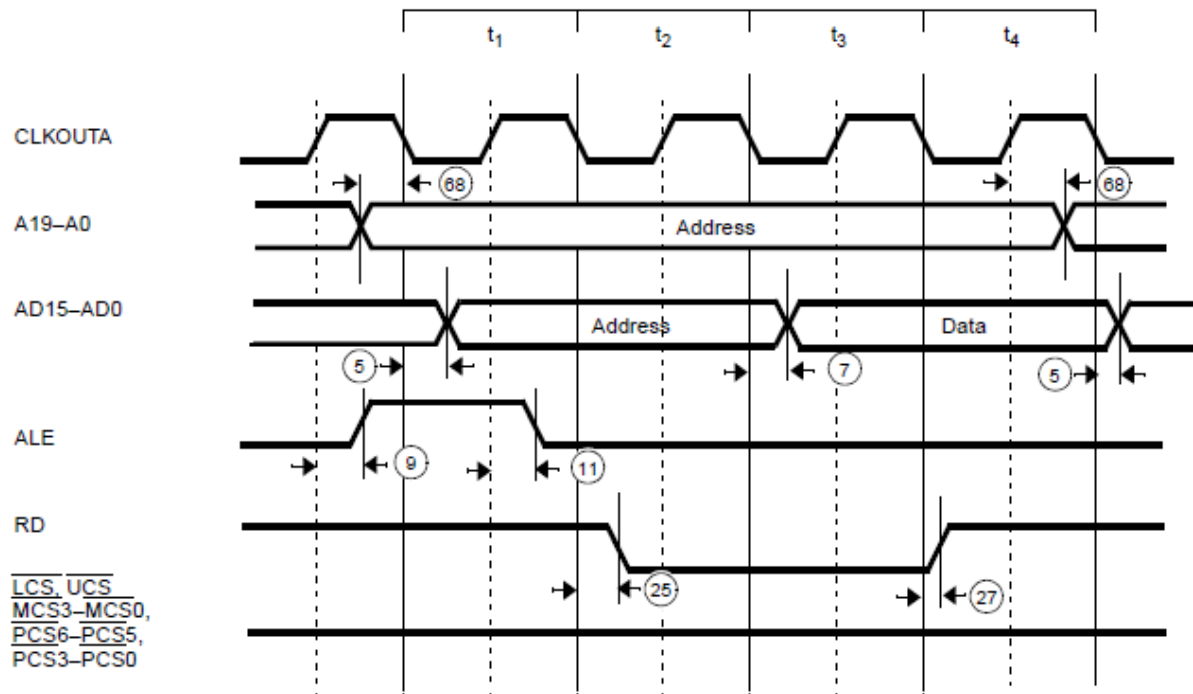 t1 t2 t3 t4
CLKOUTA
68 68
A19–A0 Address
AD15–AD0 Address Data
5 7 5
ALE
9 11
RD
25 27
LCS, UCS
MCS3–MCS0,
PCS6–PCS5,
PCS3–PCS0